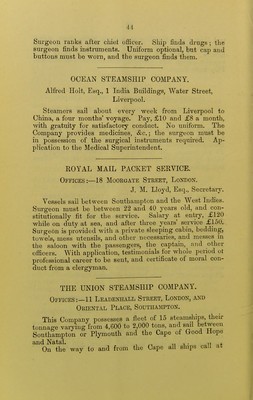 44
Surgeon ranks after chief officer. Ship finds drugs; the
surgeon finds instruments. Uniform optional, but cap and
buttons must be worn, and the surgeon finds them.
OCEAN STEAMSHIP COMPANY.
Alfred Holt, Esq., 1 India Buildings, Water Street,
Liverpool.
Steamers sail about every week from Liverpool to
China, a four months' voyage. Pay, £10 and £8 a month,
with gratuity for satisfactory conduct. No uniform. The
Company provides medicines, &c.; the surgeon must be
in possession of the surgical instruments required. Ap-
plication to the Medical Superintendent.
ROYAL MAIL PACKET SERVICE.
OFFICES:—18 MOORGATE STREET, LONDON.
J. M. Lloyd, Esq., Secretary.
Vessels sail between Southampton and the West Indies.
Surgeon must be between 22 and 40 years old, and con-
stitutionally fit for the service. Salary at entry, £120
while on duty at sea, and after three years' service £150.
Surgeon is provided with a private sleeping cabin, bedding,
towels, mess utensils, and other necessaries, and messes in
the saloon with the passengers, the captain, and other
officers. With application, testimonials for whole period of
professional career to be sent, and certificate of moral con-
duct from a clergyman.
THE UNION STEAMSHIP COMPANY.
OFFICES:—11 LEADENHALL STREET, LONDON, AND
ORIENTAL PLACE, SOUTHAMPTON.
This Company possesses a fleet of 15 steamships, their
tonnage varying from 4,600 to 2,000 tons, and sail between
Southampton or Plymouth and the Cape of Good Hope
and Natal.
On the way to and from the Cape all ships call at